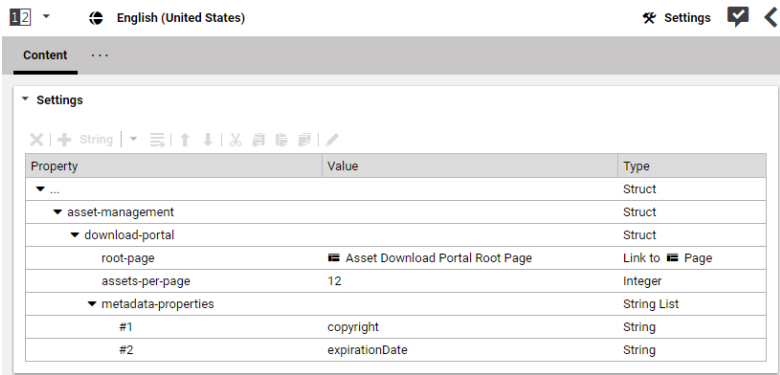 12 English (United States) Settings
Content ...
Settings
String
Property Value Type
... Struct
asset-management Struct
download-portal Struct
root-page Asset Download Portal Root Page Link to Page
assets-per-page 12 Integer
metadata-properties String List
#1 copyright String
#2 expirationDate String